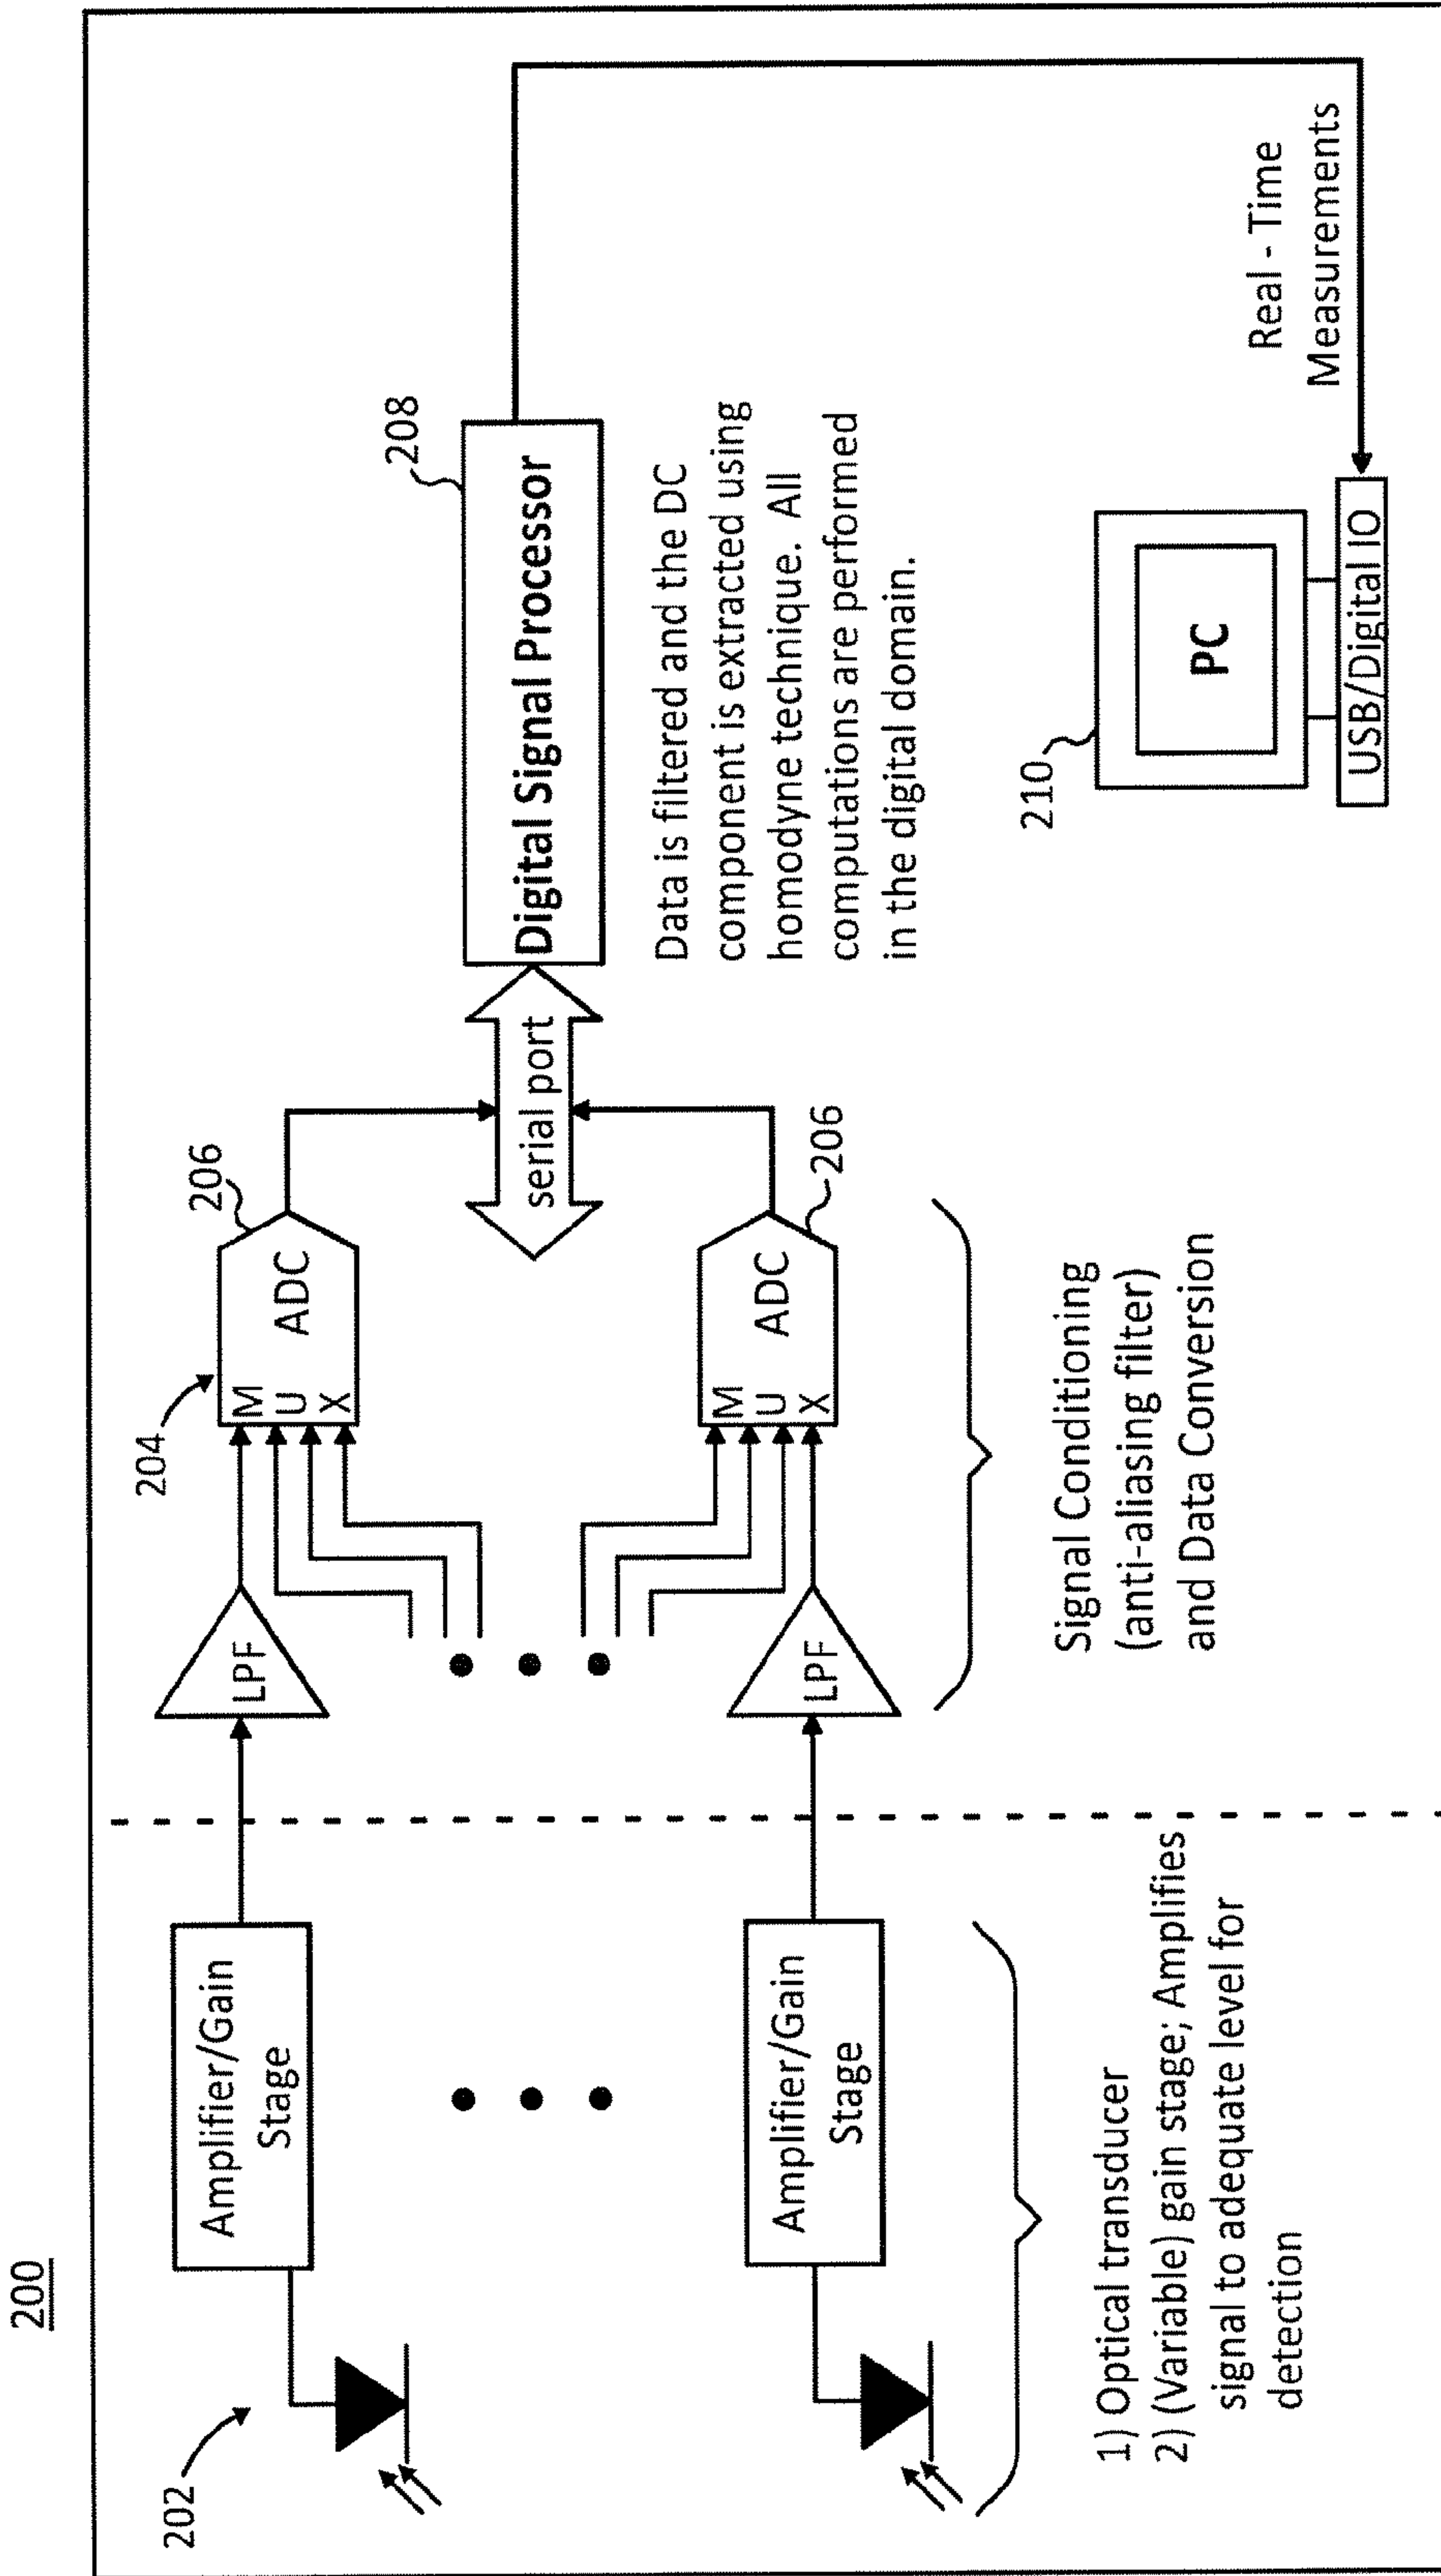 200
202
Amplifier/Gain
Stage
LPF
204
M
U
X
ADC
206
serial port
208
Digital Signal Processor
Data is filtered and the DC
component is extracted using
homodyne technique. All
computations are performed
in the digital domain.
Amplifier/Gain
Stage
LPF
M
U
X
ADC
206
1) Optical transducer
2) (Variable) gain stage; Amplifies
signal to adequate level for
detection
Signal Conditioning
(anti-aliasing filter)
and Data Conversion
210
PC
USB/Digital IO
Real - Time
Measurements